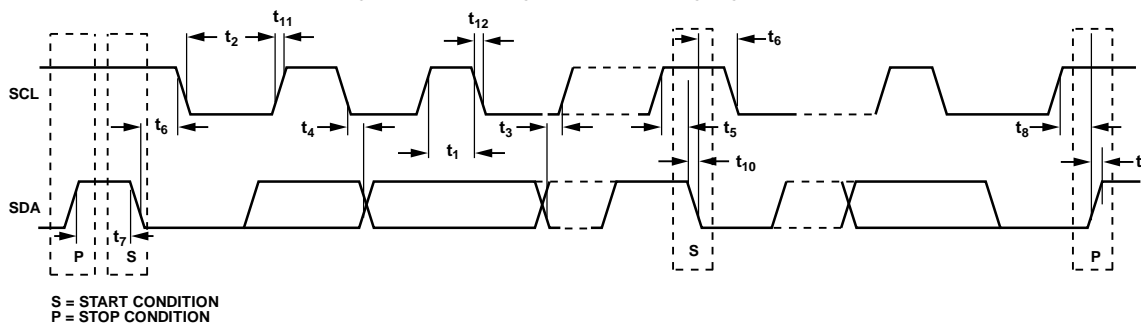 t11 t12
t2 t6
SCL
t6 t4 t3 t5 t8
t1 t10 t
SDA
t7
P S S P
S = START CONDITION
P = STOP CONDITION